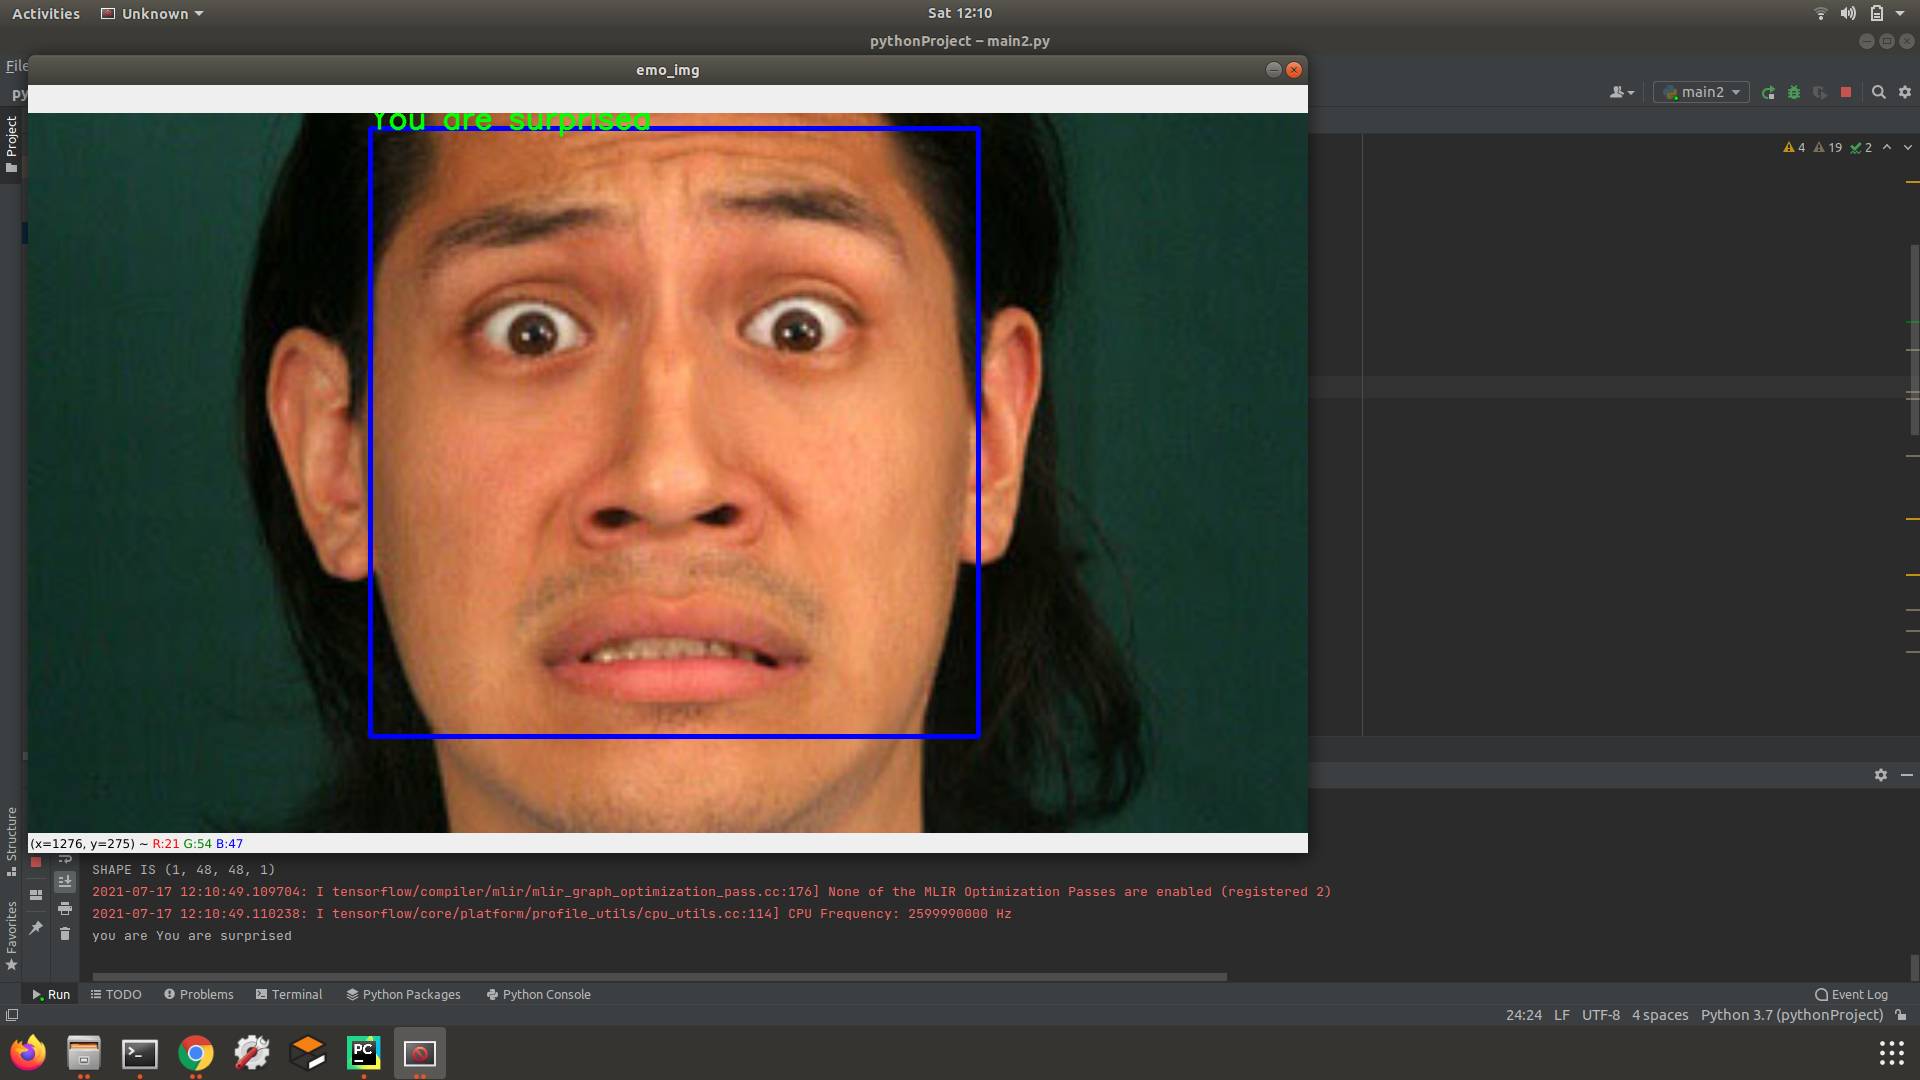 Activities
Unknown
Sat 12:10
pythonProject – main2.py
File
emo_img
py
main2
Project
You are surprised
4 19 2
(x=1276, y=275) ~ R:21 G:54 B:47
Structure
Favorites
SHAPE IS (1, 48, 48, 1)
2021-07-17 12:10:49.109704: I tensorflow/compiler/mlir/mlir_graph_optimization_pass.cc:176] None of the MLIR Optimization Passes are enabled (registered 2)
2021-07-17 12:10:49.110238: I tensorflow/core/platform/profile_utils/cpu_utils.cc:114] CPU Frequency: 2599990000 Hz
you are You are surprised
Run TODO Problems Terminal Python Packages Python Console Event Log
24:24 LF UTF-8 4 spaces Python 3.7 (pythonProject)
PC